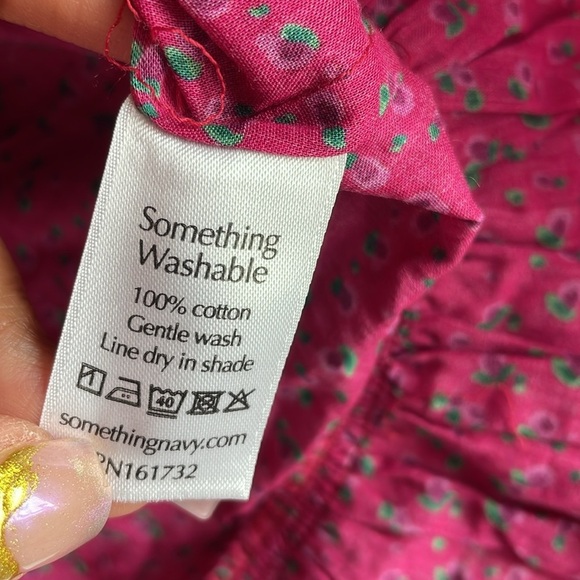 Something
Washable
100% cotton
Gentle wash
Line dry in shade
40
somethingnavy.com
PN161732